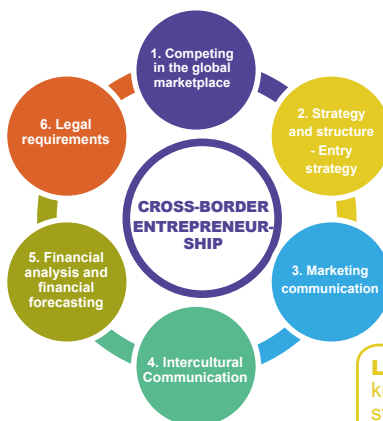 1. Competing
in the global
marketplace
2. Strategy
and structure
- Entry
strategy
3. Marketing
communication
4. Intercultural
Communication
5. Financial
analysis and
financial
forecasting
6. Legal
requirements
CROSS-BORDER
ENTREPRENEUR-
SHIP